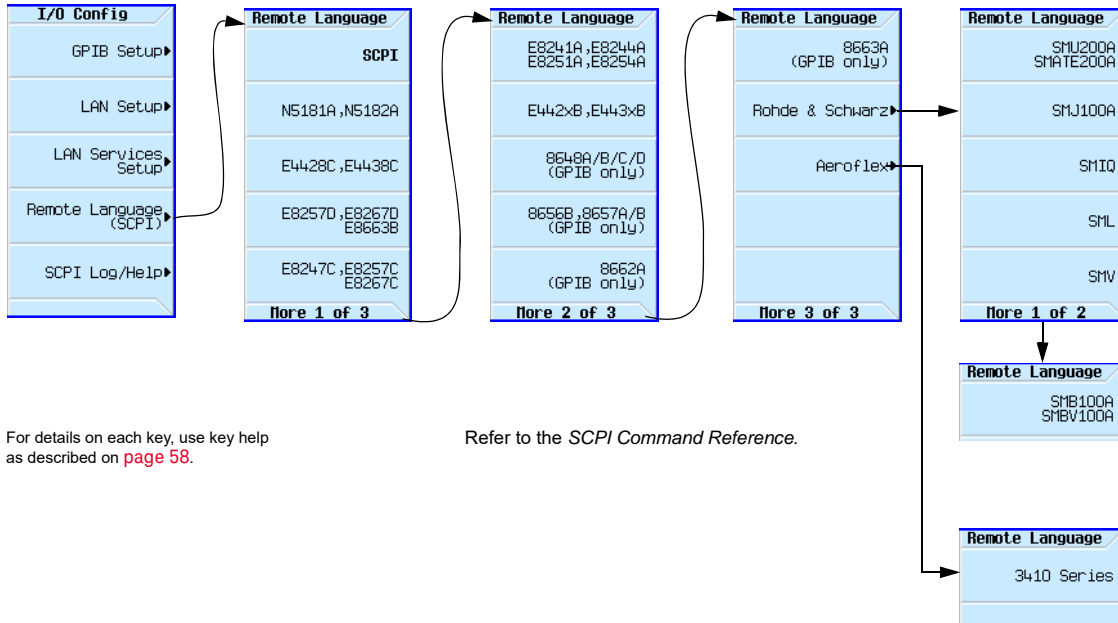 I/O Config
GPIB Setup
LAN Setup
LAN Services
Setup
Remote Language
(SCPI)
SCPI Log/Help
Remote Language
SCPI
N5181A,N5182A
E4428C,E4438C
E8257D,E8267D
E8663B
E8247C,E8257C
E8267C
More 1 of 3
Remote Language
E8241A,E8244A
E8251A,E8254A
E442xB,E443xB
8648A/B/C/D
(GPIB only)
8656B,8657A/B
(GPIB only)
8662A
(GPIB only)
More 2 of 3
Remote Language
8663A
(GPIB only)
Rohde & Schwarz
Aeroflex
More 3 of 3
Remote Language
SMU200A
SMATE200A
SMJ100A
SMIQ
SML
SMV
More 1 of 2
Remote Language
SMB100A
SMBV100A
For details on each key, use key help
as described on page 58.
Refer to the SCPI Command Reference.
Remote Language
3410 Series